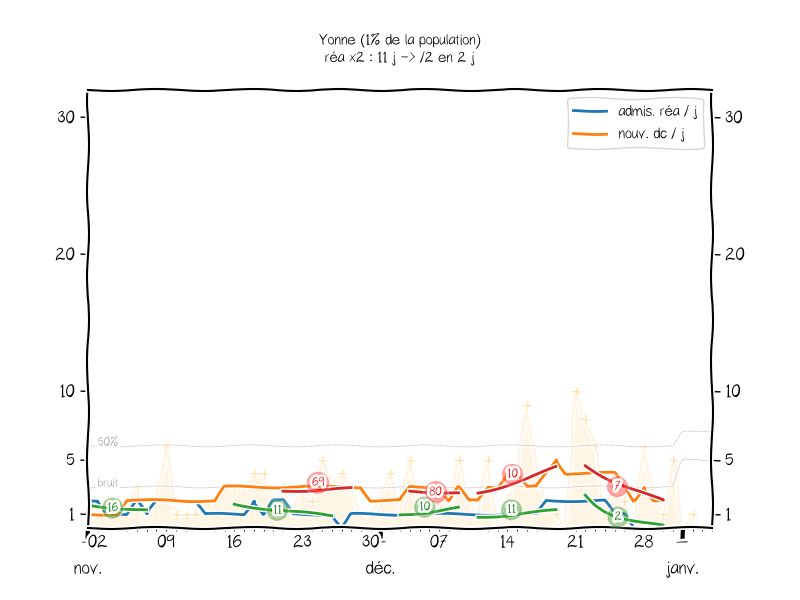 Yonne (1% de la population)
réa x2 : 11 j -> /2 en 2 j
admis. réa / j
nouv. dc / j
30 30
20 20
10 10
50%
5 5
bruit
1 1
10
69
80
7
16
11
10
11
2
02 09 16 23 30 07 14 21 28
nov. déc. janv.